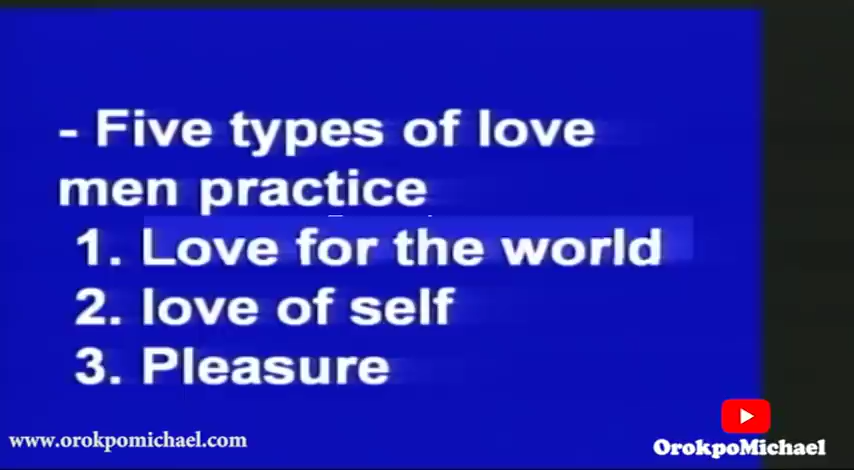 - Five types of love
men practice
1. Love for the world
2. love of self
3. Pleasure
www.orokpomichael.com
OrokpoMichael